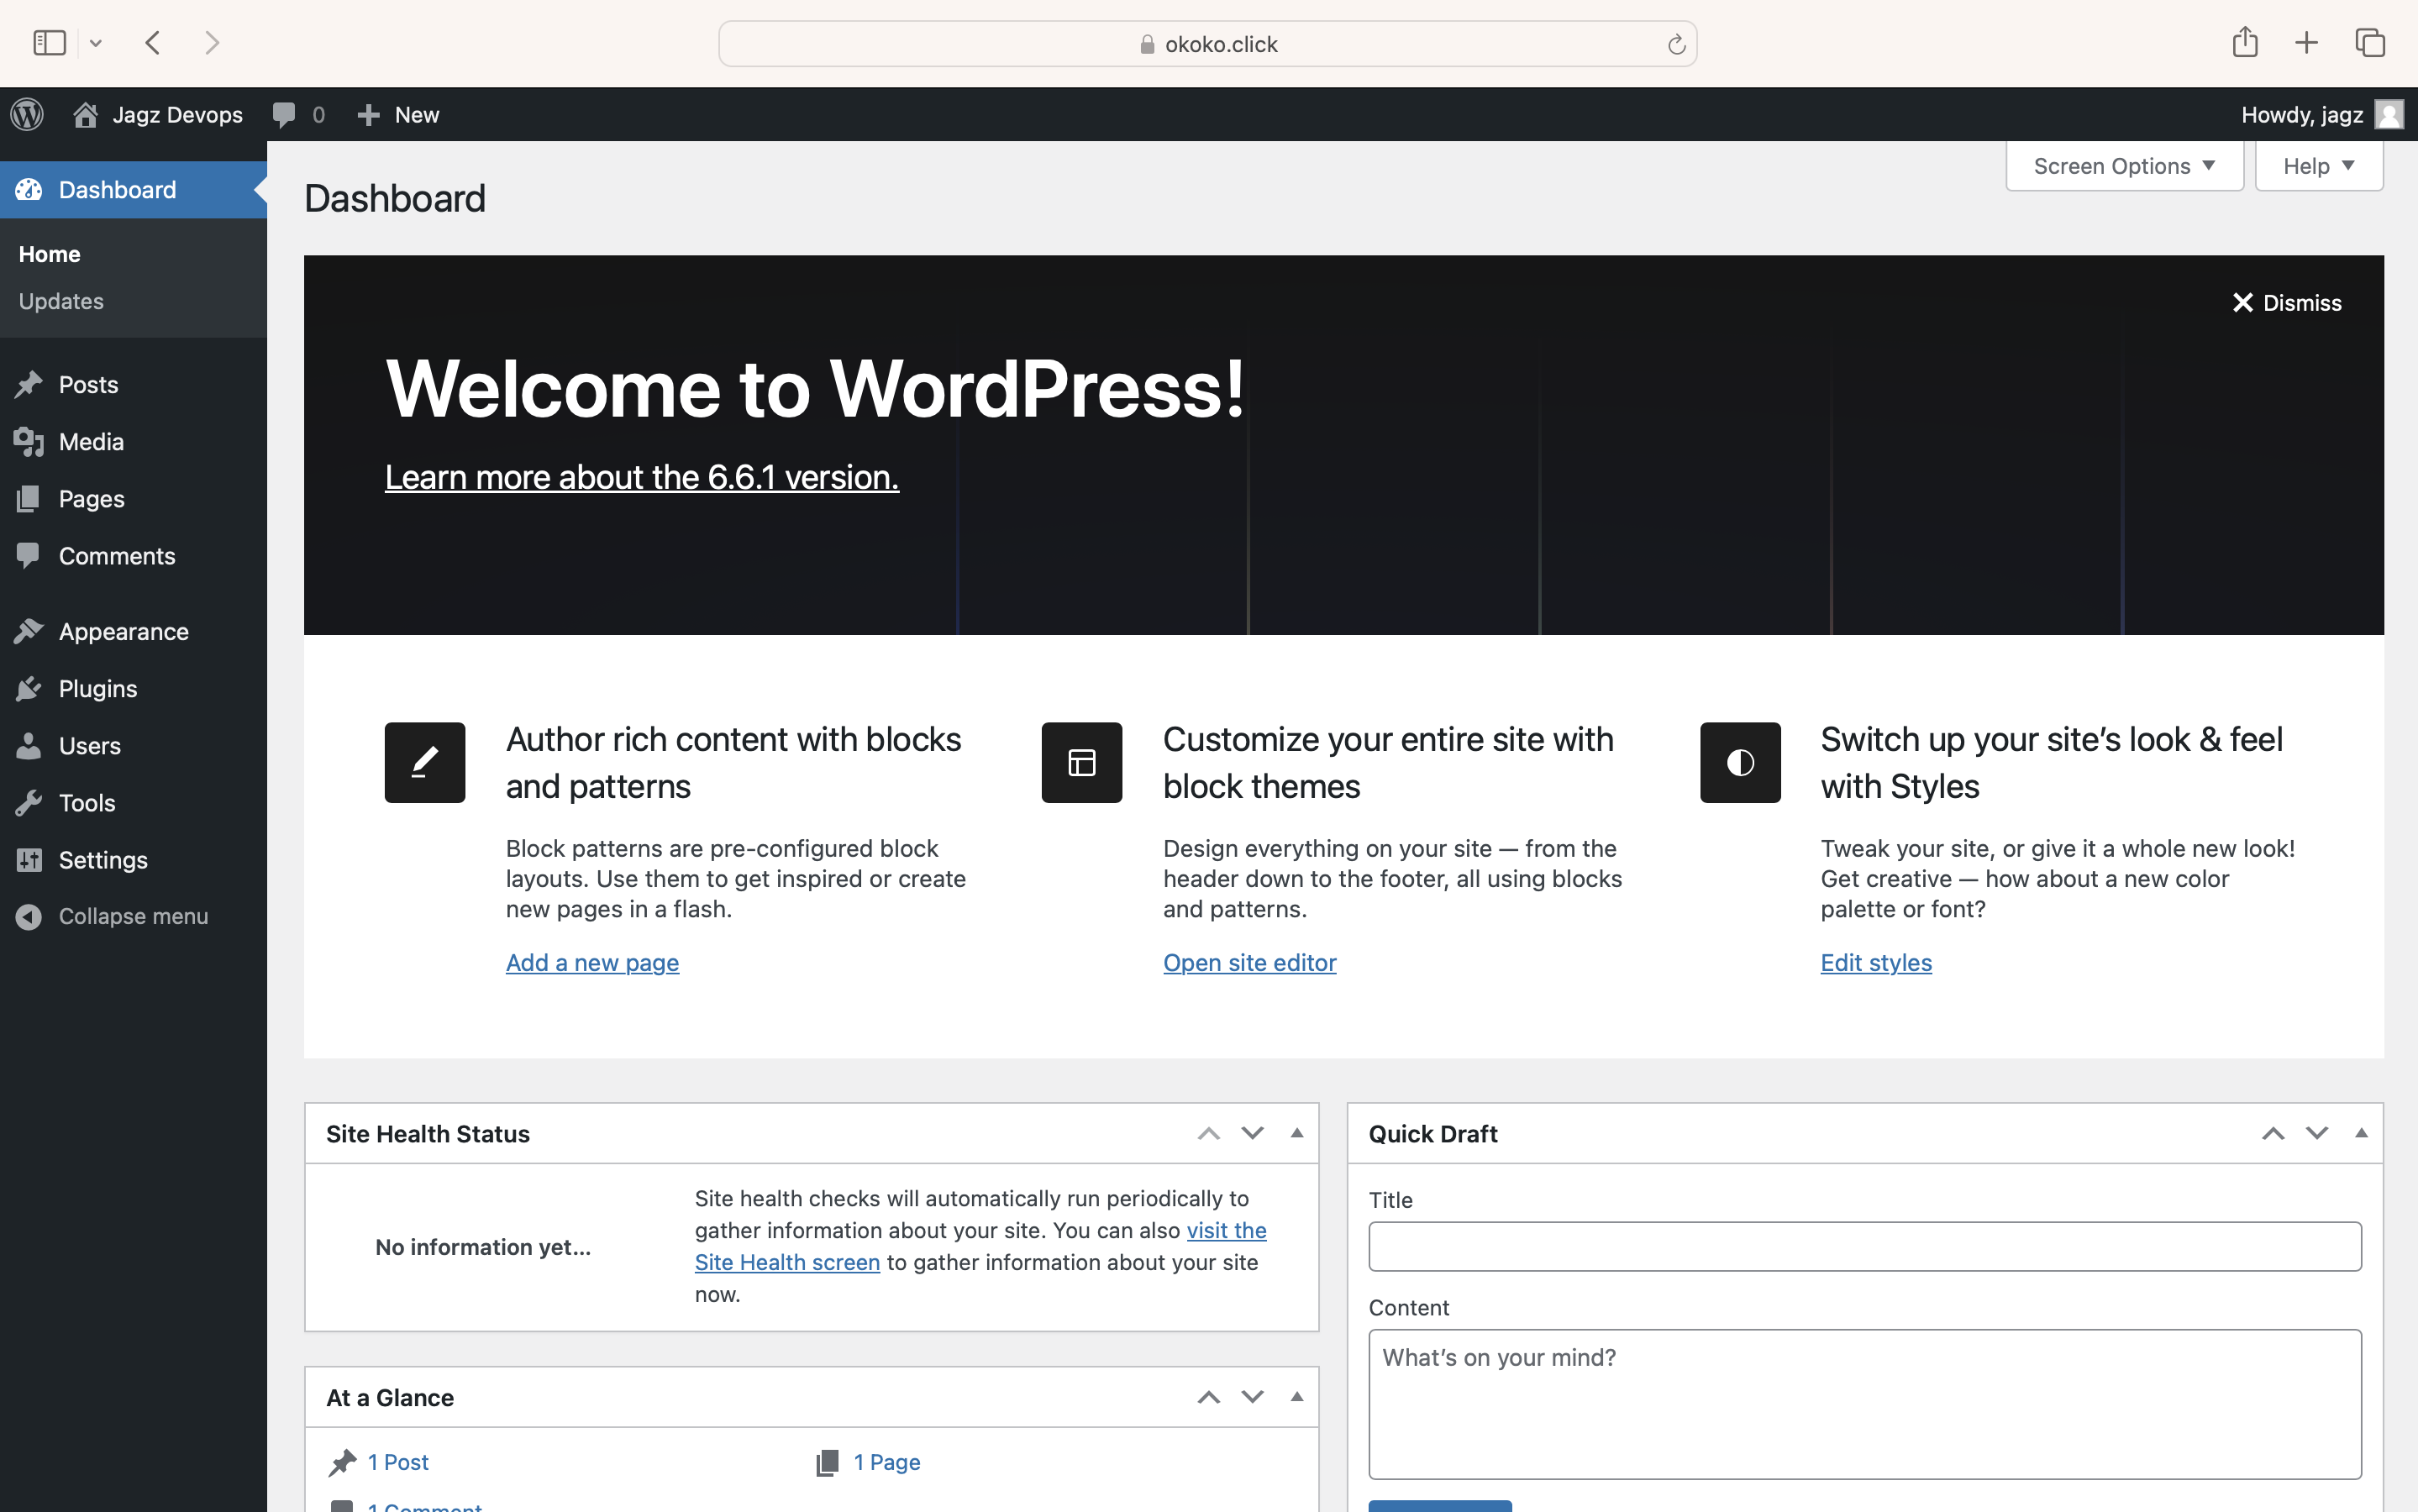 okoko.click
Jagz Devops
0
New
Howdy, jagz
Dashboard
Home
Updates
Posts
Media
Pages
Comments
Appearance
Plugins
Users
Tools
Settings
Collapse menu
Screen Options
Help
Dashboard
Dismiss
Welcome to WordPress!
Learn more about the 6.6.1 version.
Author rich content with blocks
and patterns
Block patterns are pre-configured block
layouts. Use them to get inspired or create
new pages in a flash.
Add a new page
Customize your entire site with
block themes
Design everything on your site — from the
header down to the footer, all using blocks
and patterns.
Open site editor
Switch up your site’s look & feel
with Styles
Tweak your site, or give it a whole new look!
Get creative — how about a new color
palette or font?
Edit styles
Site Health Status
No information yet…
Site health checks will automatically run periodically to
gather information about your site. You can also visit the
Site Health screen to gather information about your site
now.
At a Glance
1 Post
1 Page
1 Comment
Quick Draft
Title
Content
What’s on your mind?